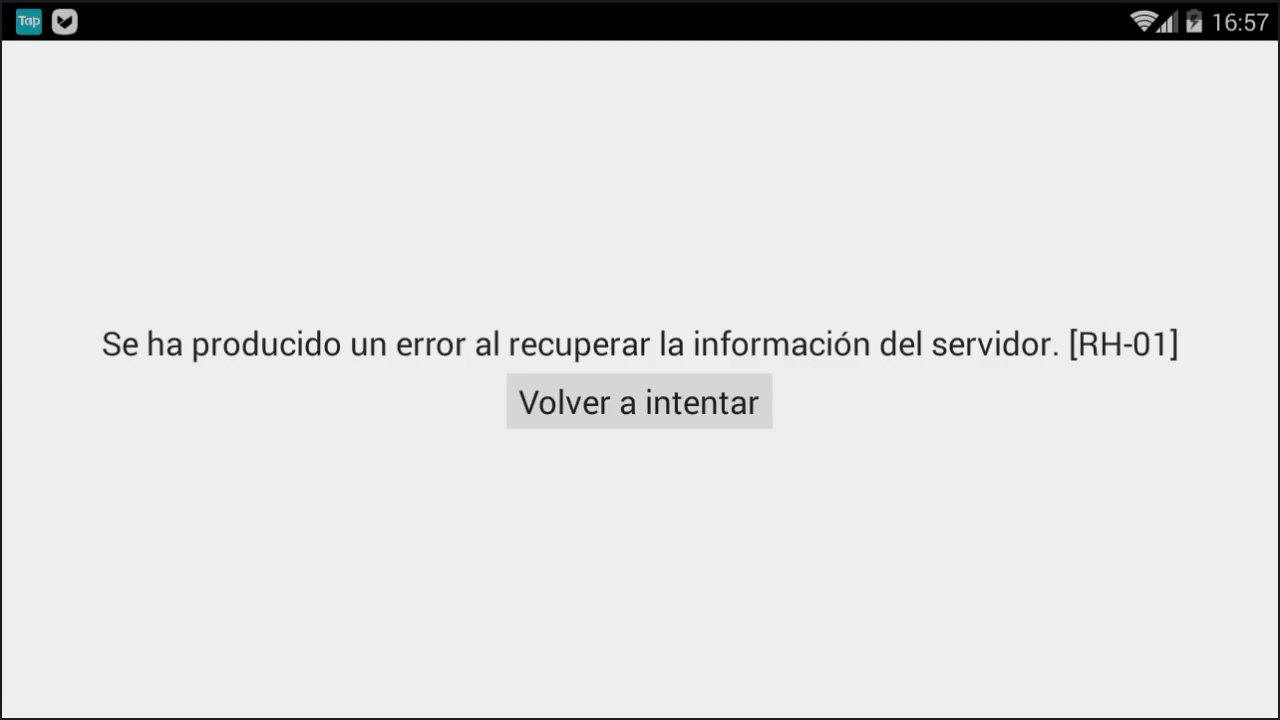 Tap
16:57
Se ha producido un error al recuperar la información del servidor. [RH-01]
Volver a intentar